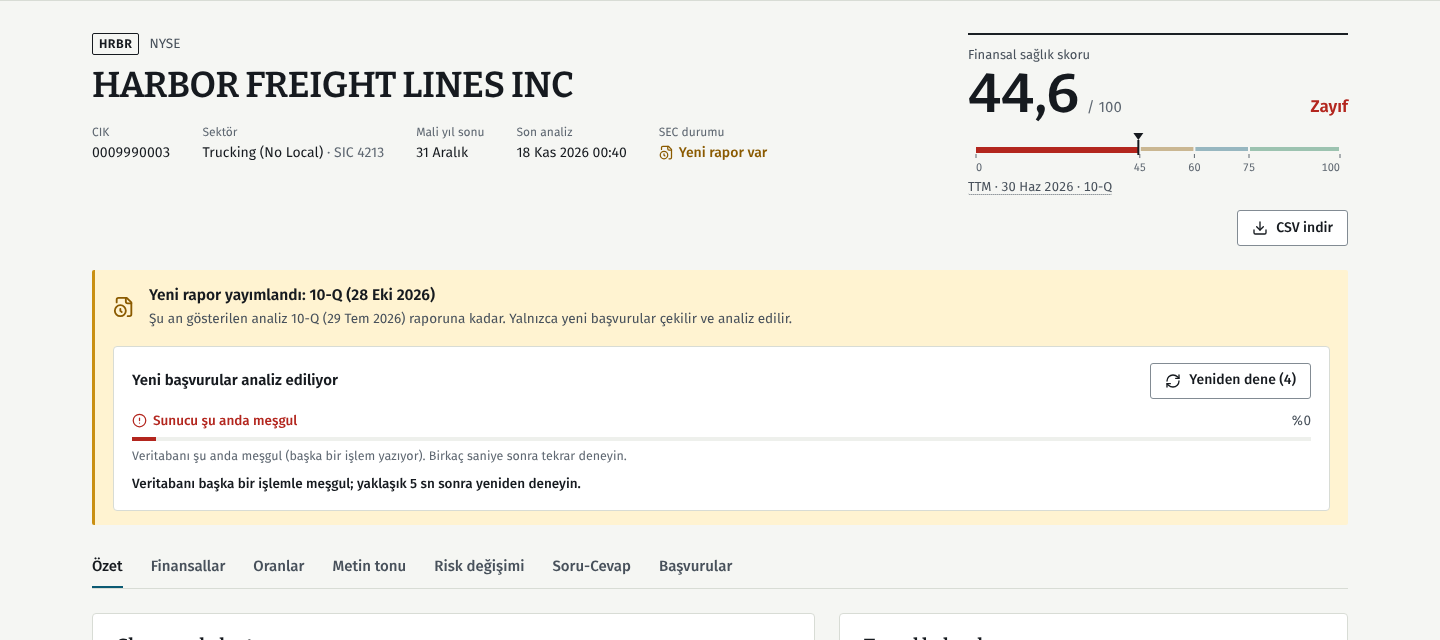 HRBR NYSE
HARBOR FREIGHT LINES INC
CIK
0009990003
Sektör
Trucking (No Local) · SIC 4213
Mali yıl sonu
31 Aralık
Son analiz
18 Kas 2026 00:40
SEC durumu
Yeni rapor var
Finansal sağlık skoru
44,6 / 100
Zayıf
0 45 60 75 100
TTM · 30 Haz 2026 · 10-Q
CSV indir
Yeni rapor yayımlandı: 10-Q (28 Eki 2026)
Şu an gösterilen analiz 10-Q (29 Tem 2026) raporuna kadar. Yalnızca yeni başvurular çekilir ve analiz edilir.
Yeni başvurular analiz ediliyor
Yeniden dene (4)
Sunucu şu anda meşgul
%0
Veritabanı şu anda meşgul (başka bir işlem yazıyor). Birkaç saniye sonra tekrar deneyin.
Veritabanı başka bir işlemle meşgul; yaklaşık 5 sn sonra yeniden deneyin.
Özet Finansallar Oranlar Metin tonu Risk değişimi Soru-Cevap Başvurular